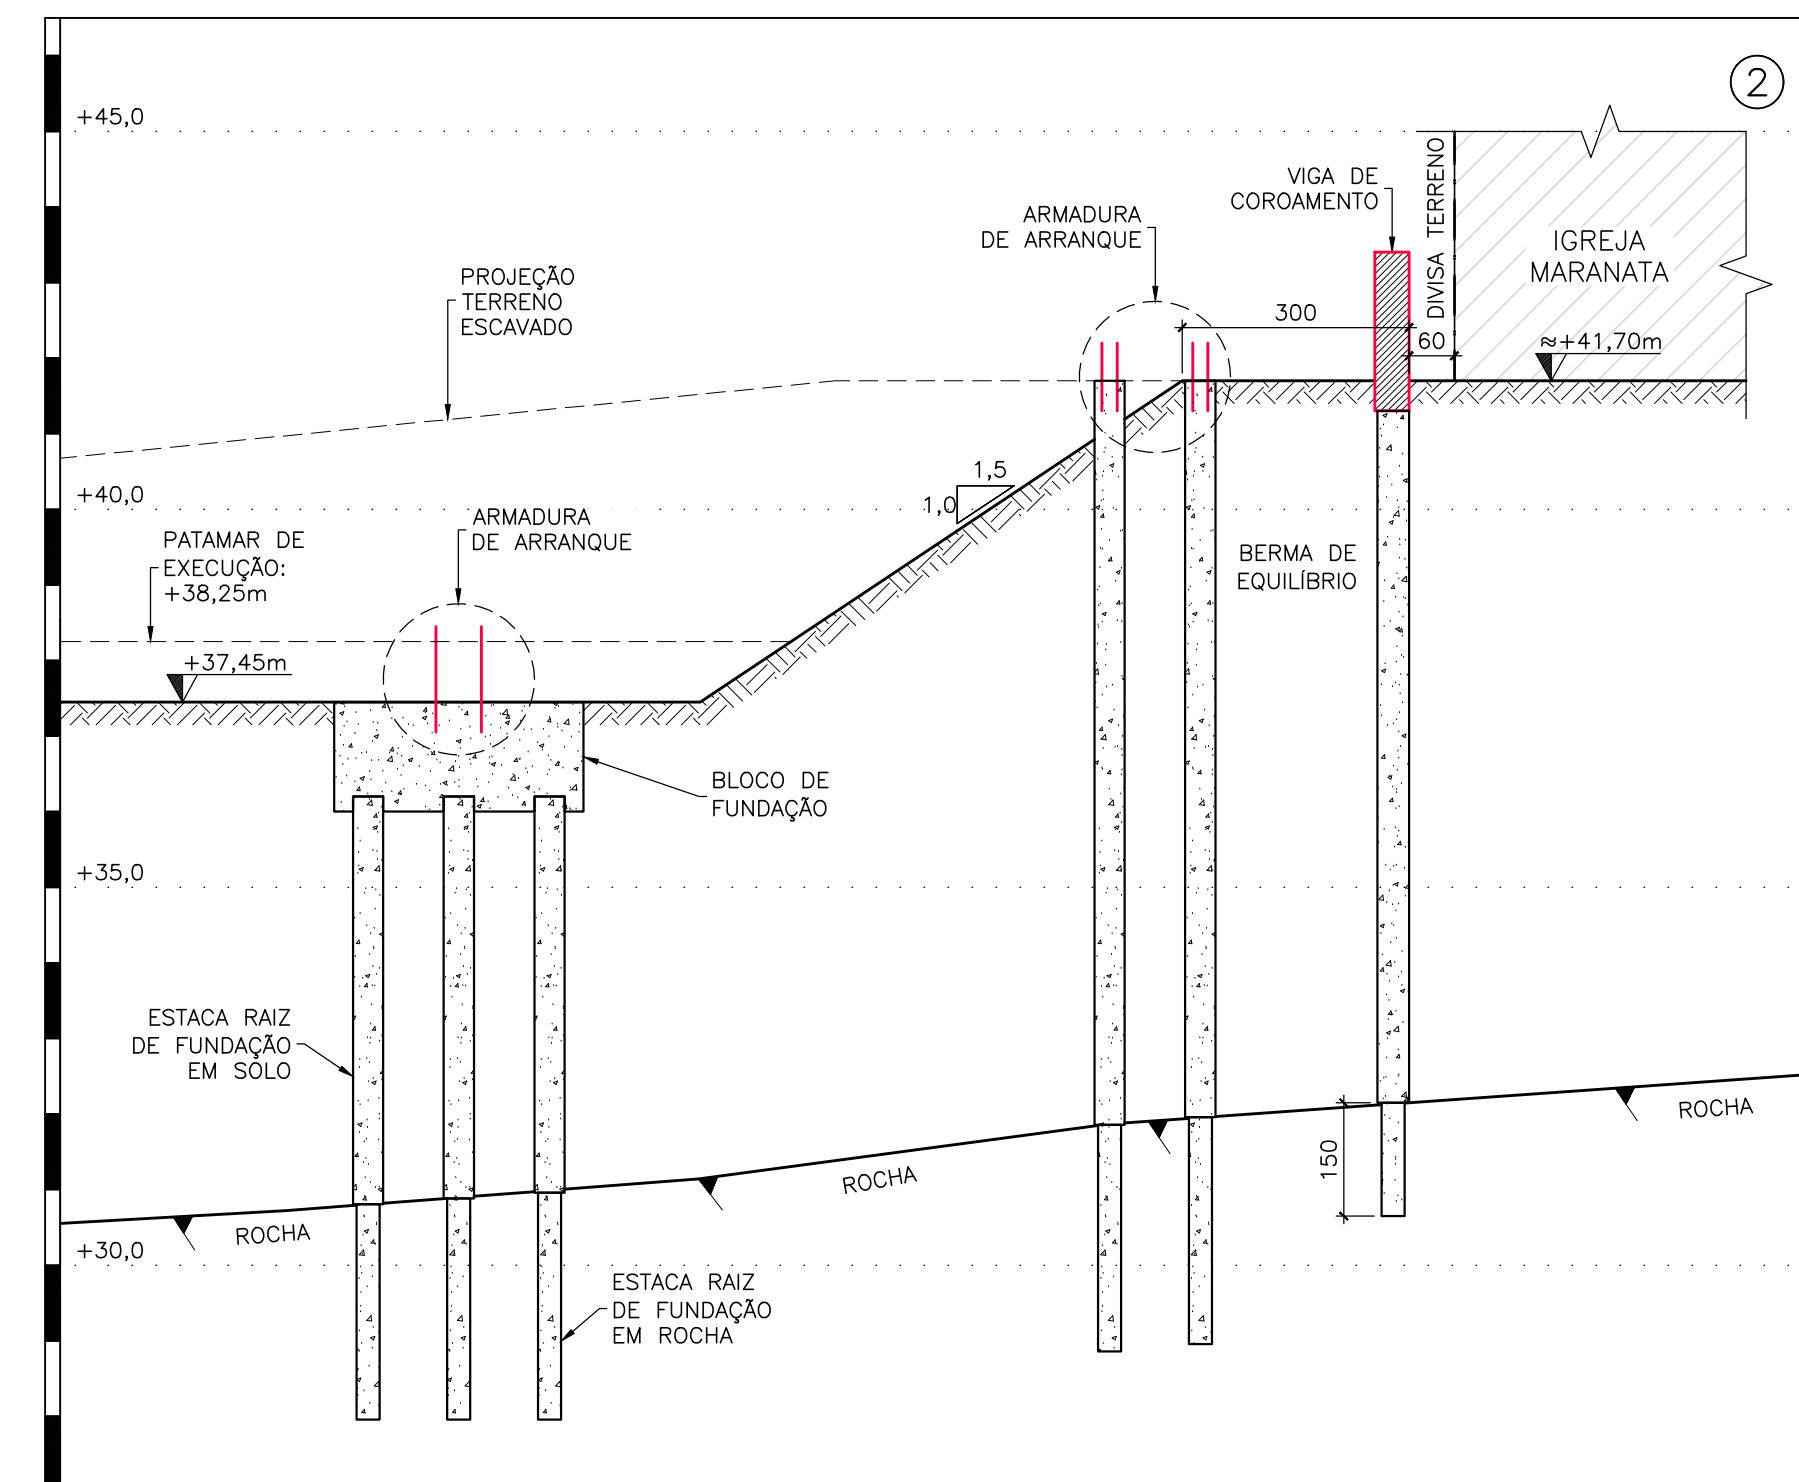 2
+45,0
DIVISA TERRENO
VIGA DE
COROAMENTO
ARMADURA
DE ARRANQUE
IGREJA
MARANATA
PROJEÇÃO
TERRENO
ESCAVADO
300
60
≈+41,70m
1,5
1,0
+40,0
ARMADURA
DE ARRANQUE
PATAMAR DE
EXECUÇÃO:
+38,25m
BERMA DE
EQUILÍBRIO
+37,45m
BLOCO DE
FUNDAÇÃO
+35,0
ESTACA RAIZ
DE FUNDAÇÃO
EM SOLO
ROCHA
150
ROCHA
ROCHA
+30,0
ESTACA RAIZ
DE FUNDAÇÃO
EM ROCHA